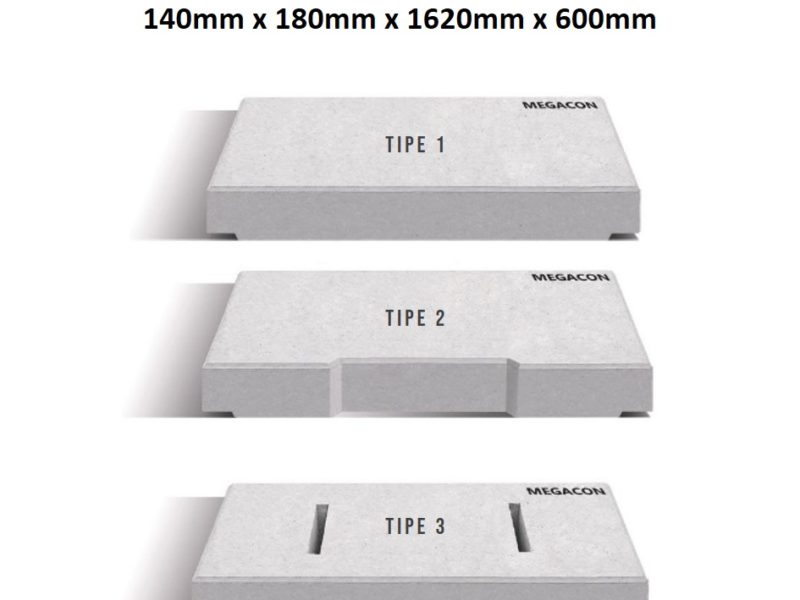 140mm x 180mm x 1620mm x 600mm
MEGACON
TIPE 1
MEGACON
TIPE 2
MEGACON
TIPE 3